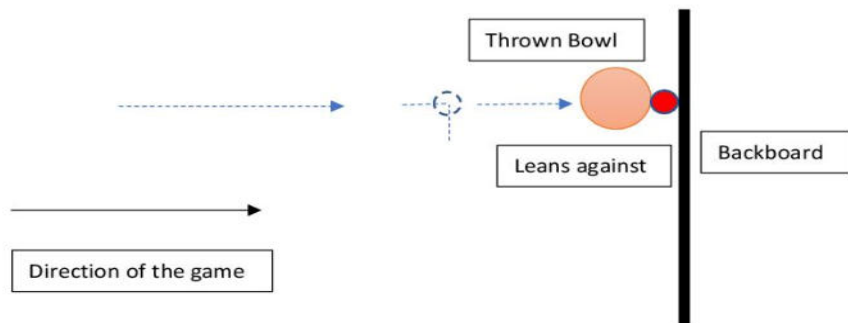 Thrown Bowl
Leans against
Backboard
Direction of the game